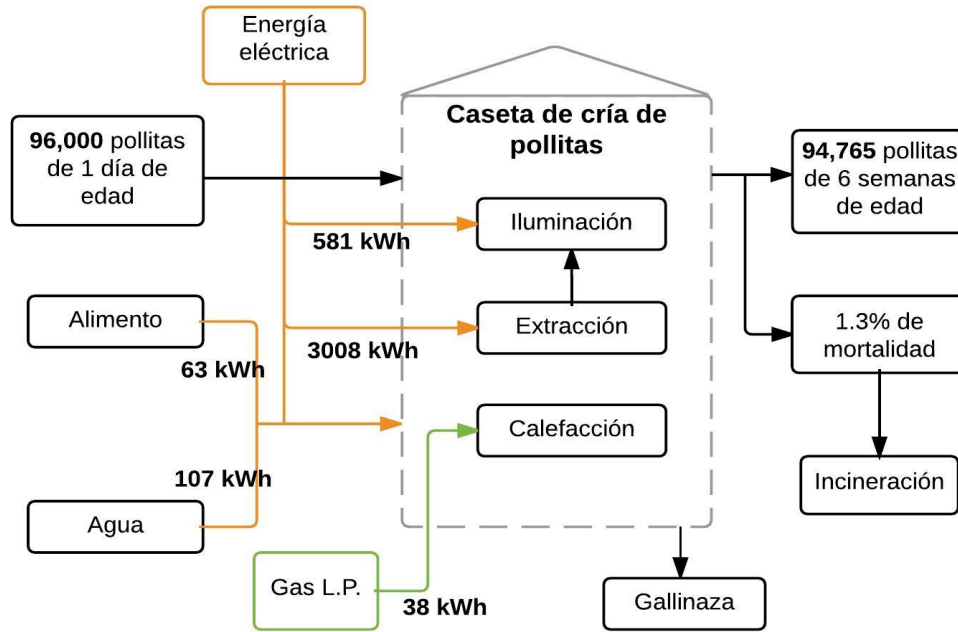 Energía
eléctrica
96,000 pollitas
de 1 día de
edad
Caseta de cría de
pollitas
94,765 pollitas
de 6 semanas
de edad
Iluminación
581 kWh
Alimento
Extracción
1.3% de
mortalidad
63 kWh
3008 kWh
Calefacción
107 kWh
Incineración
Agua
Gas L.P.
38 kWh
Gallinaza